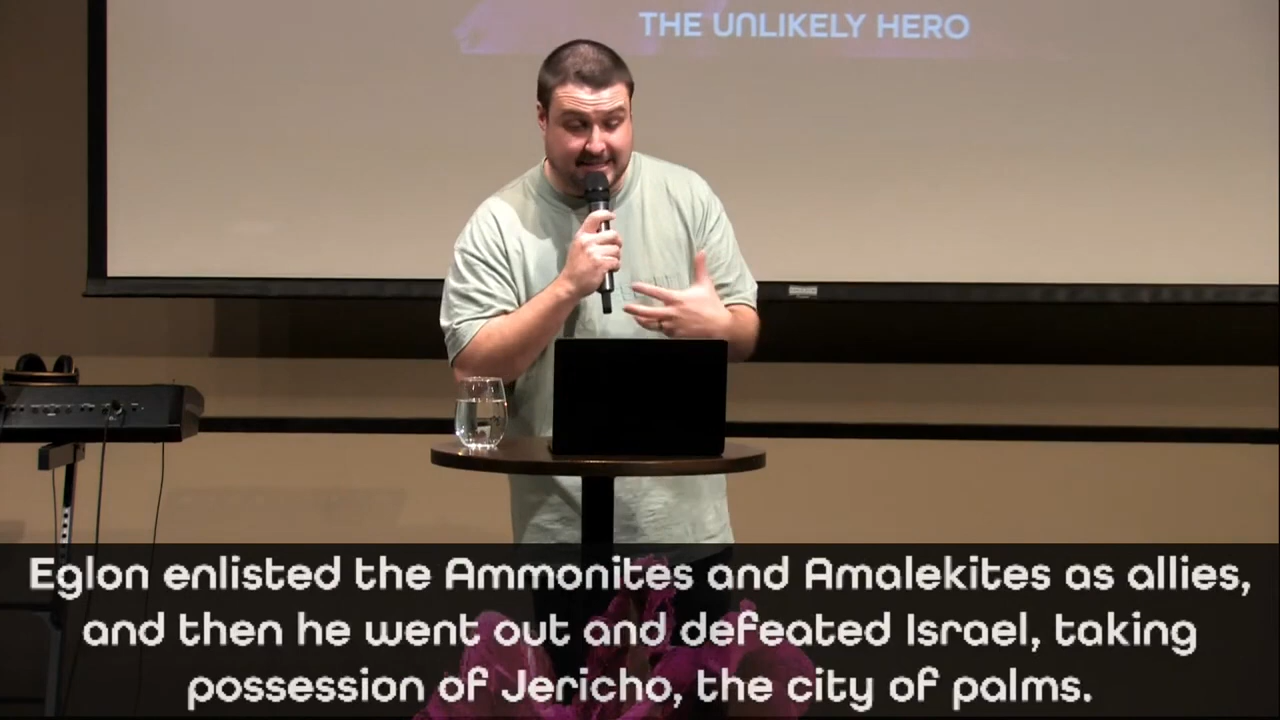 THE UNLIKELY HERO
Eglon enlisted the Ammonites and Amalekites as allies,
and then he went out and defeated Israel, taking
possession of Jericho, the city of palms.